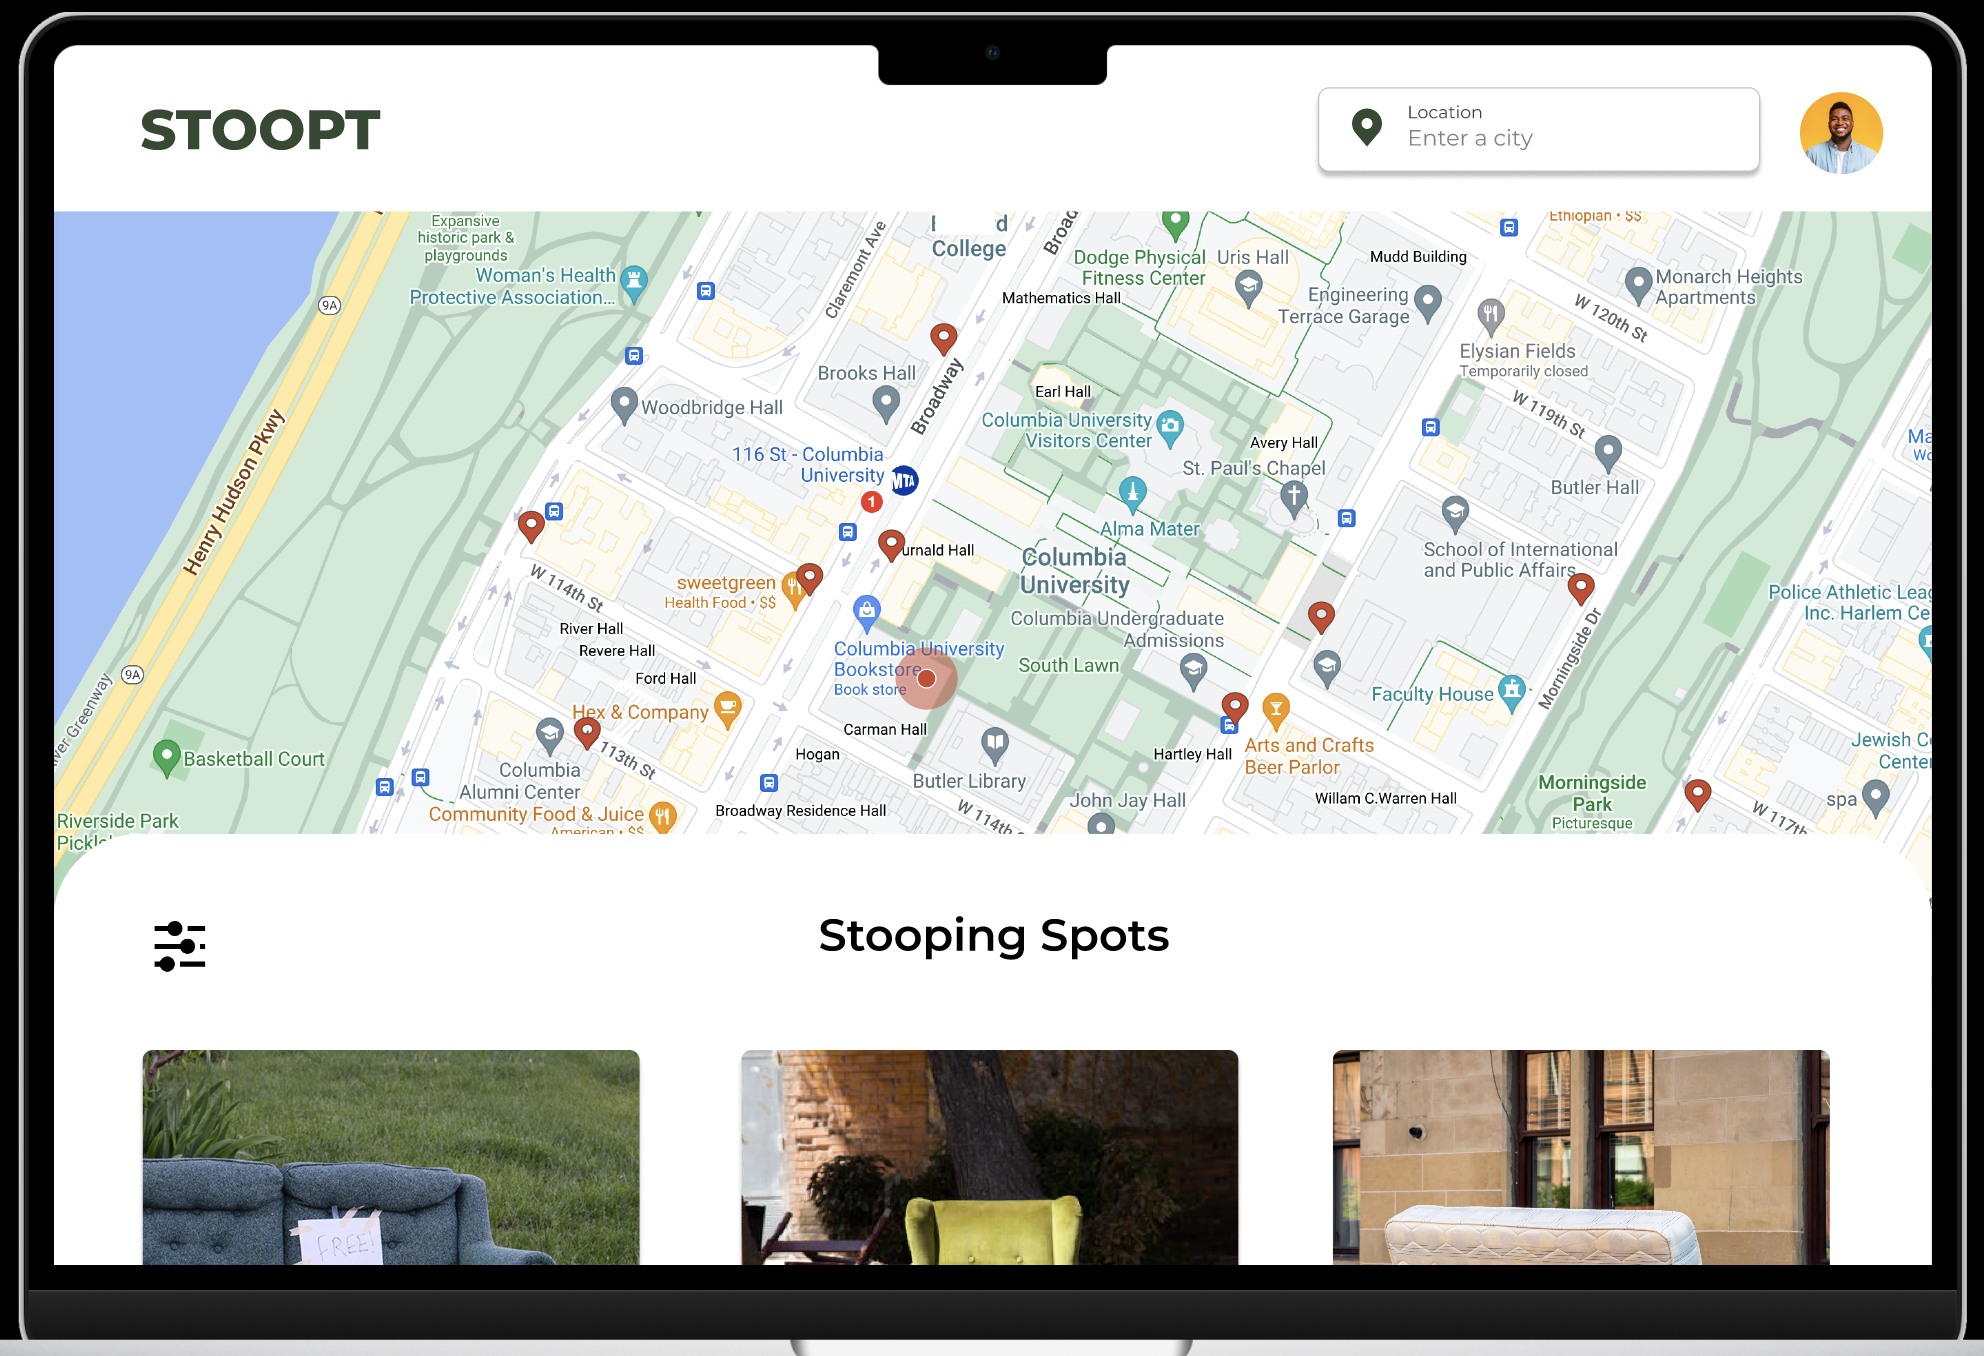 STOOPT
Location
Enter a city
Expansive
historic park &
playgrounds
Woman's Health
Protective Association...
9A
Henry Hudson Pkwy
9A
Basketball Court
Riverside Park
Claremont Ave
College
Broadway
Dodge Physical
Fitness Center
Uris Hall
Mathematics Hall
Mudd Building
Engineering
Terrace Garage
Ethiopian · $$
Monarch Heights
Apartments
W 120th St
Elysian Fields
Temporarily closed
W 119th St
Butler Hall
Brooks Hall
Woodbridge Hall
Earl Hall
Columbia University
Visitors Center
Avery Hall
St. Paul's Chapel
116 St - Columbia
University
MTA
1
Alma Mater
urnald Hall
Columbia
University
School of International
and Public Affairs
sweetgreen
Health Food · $$
W 114th St
River Hall
Revere Hall
Ford Hall
Columbia University
Bookstore
Book store
Columbia Undergraduate
Admissions
South Lawn
Faculty House
Morningside Dr
Police Athletic Leag
Inc. Harlem Ce
Hex & Company
Carman Hall
Hogan
Butler Library
Hartley Hall
Arts and Crafts
Beer Parlor
113th St
Columbia
Alumni Center
Community Food & Juice
American · $$
Broadway Residence Hall
W 114th
John Jay Hall
Willam C.Warren Hall
Morningside
Park
Picturesque
Jewish C
Center
spa
W 117th
Stooping Spots
FREE!